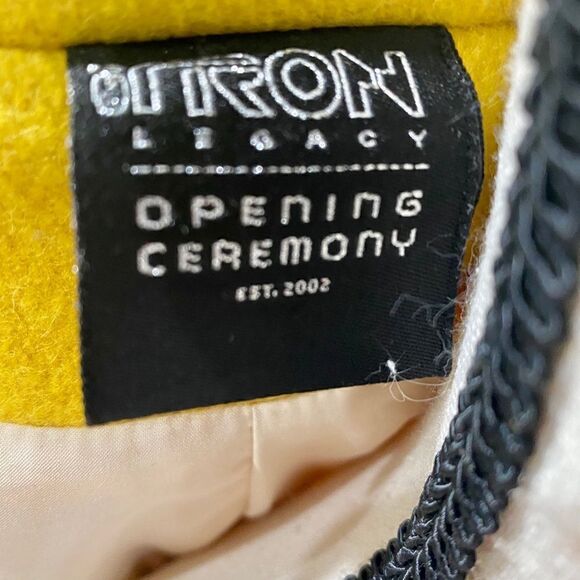 TRON
LEGACY
OPENING
CEREMONY
EST. 2002